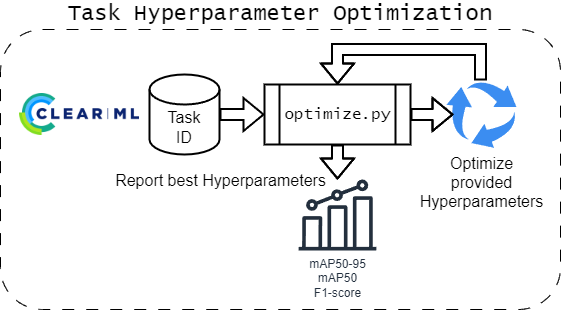 Task Hyperparameter Optimization
CLEAR|ML
Task
ID
optimize.py
Optimize
provided
Hyperparameters
Report best Hyperparameters
mAP50-95
mAP50
F1-score